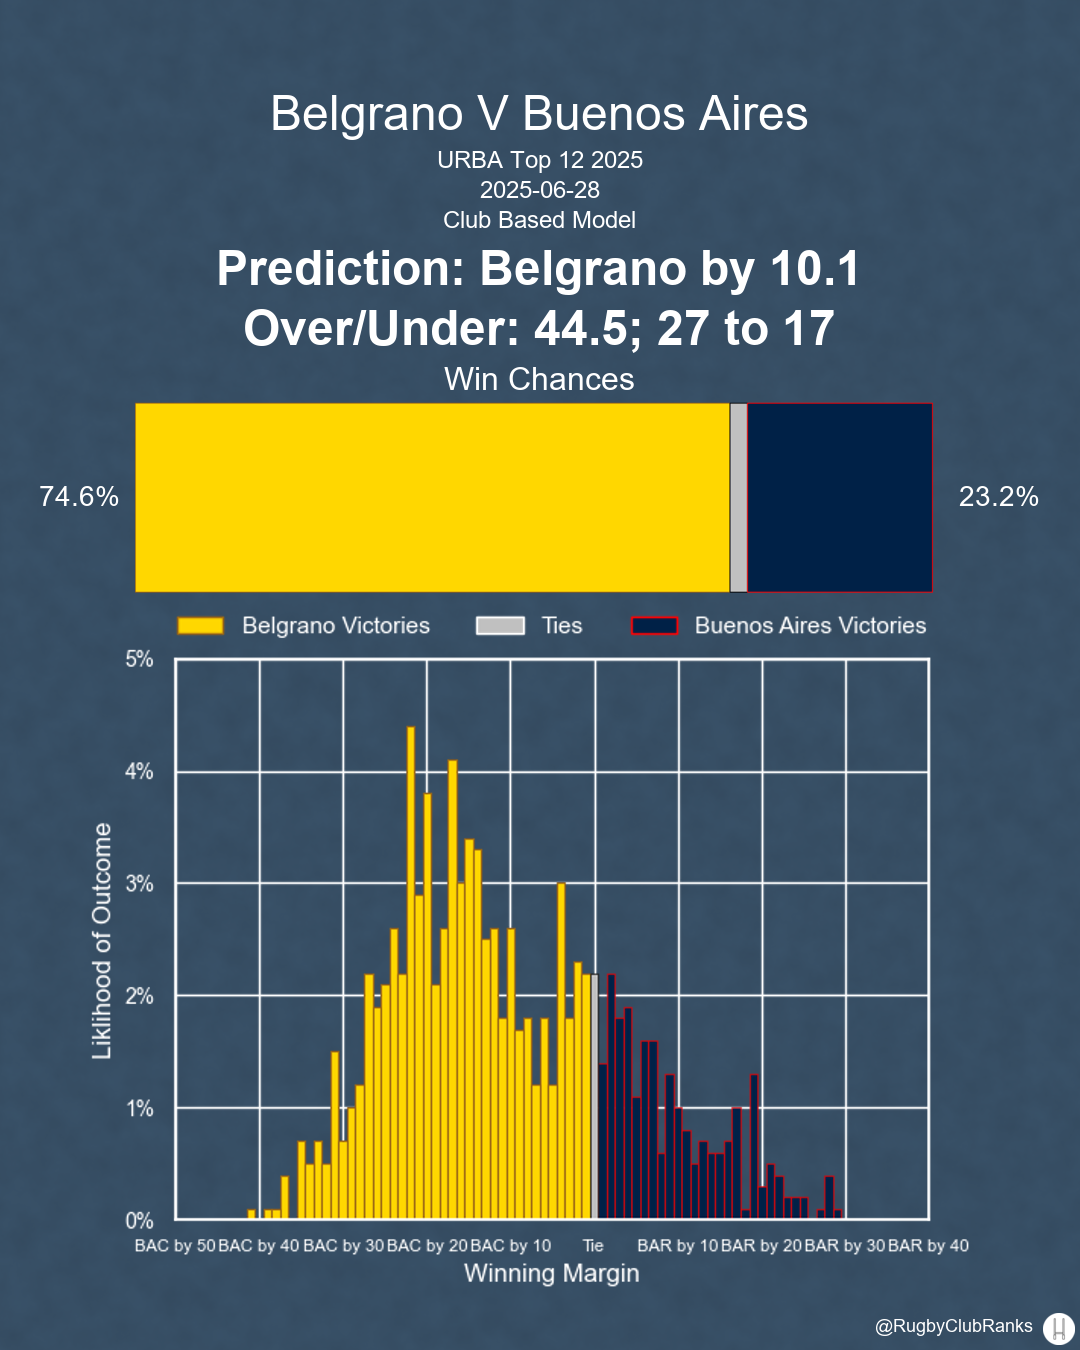 Belgrano V Buenos Aires
URBA Top 12 2025
2025-06-28
Club Based Model
Prediction: Belgrano by 10.1
Over/Under: 44.5; 27 to 17
Win Chances
74.6%
23.2%
Belgrano Victories Ties Buenos Aires Victories
5%
4%
3%
2%
1%
0%
Liklihood of Outcome
BAC by 50 BAC by 40 BAC by 30 BAC by 20 BAC by 10 Tie BAR by 10 BAR by 20 BAR by 30 BAR by 40
Winning Margin
@RugbyClubRanks